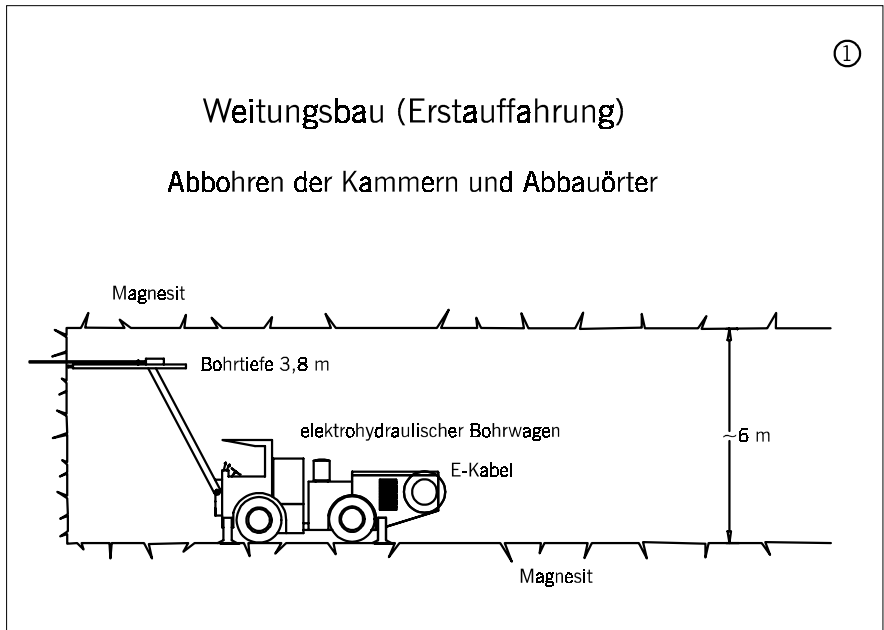 ①
Weitungsbau (Erstauffahrung)
Abbohren der Kammern und Abbauörter
Magnesit
Bohrtiefe 3,8 m
elektrohydraulischer Bohrwagen
~6 m
E-Kabel
Magnesit